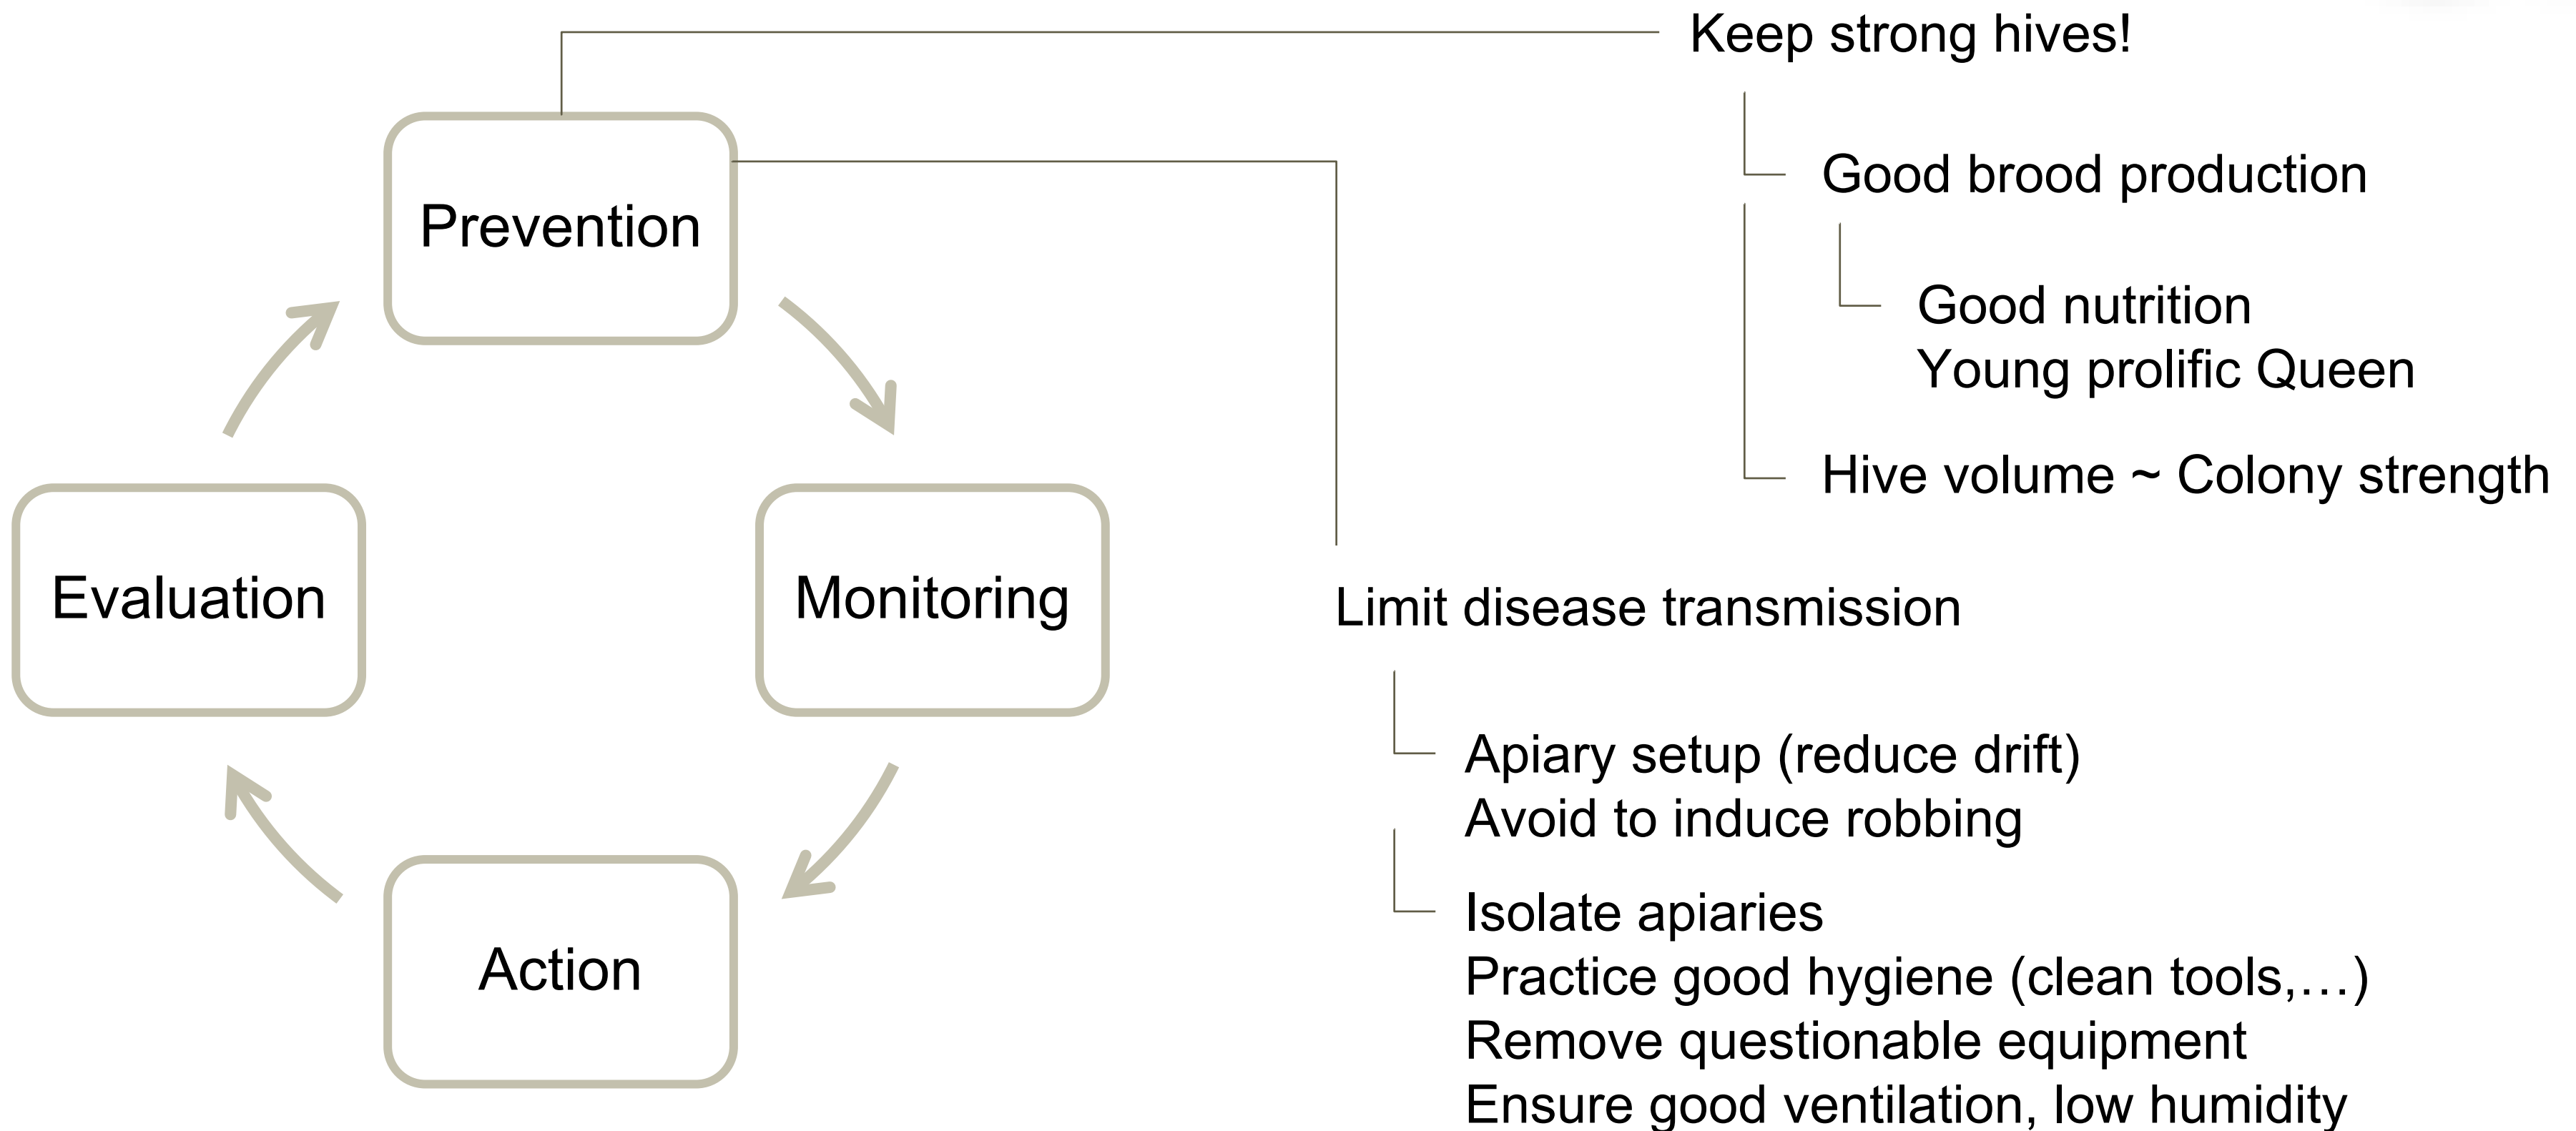 Keep strong hives!
Prevention
Good brood production
Good nutrition
Young prolific Queen
Hive volume ~ Colony strength
Evaluation
Monitoring
Limit disease transmission
Apiary setup (reduce drift)
Avoid to induce robbing
Action
Isolate apiaries
Practice good hygiene (clean tools,…)
Remove questionable equipment
Ensure good ventilation, low humidity